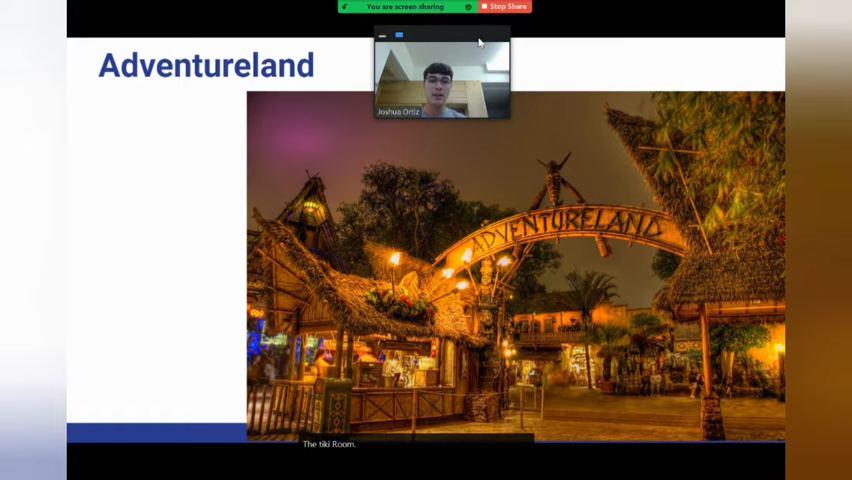 You are screen sharing
Stop Share
Adventureland
Joshua Ortiz
ADVENTURELAND
The tiki Room.